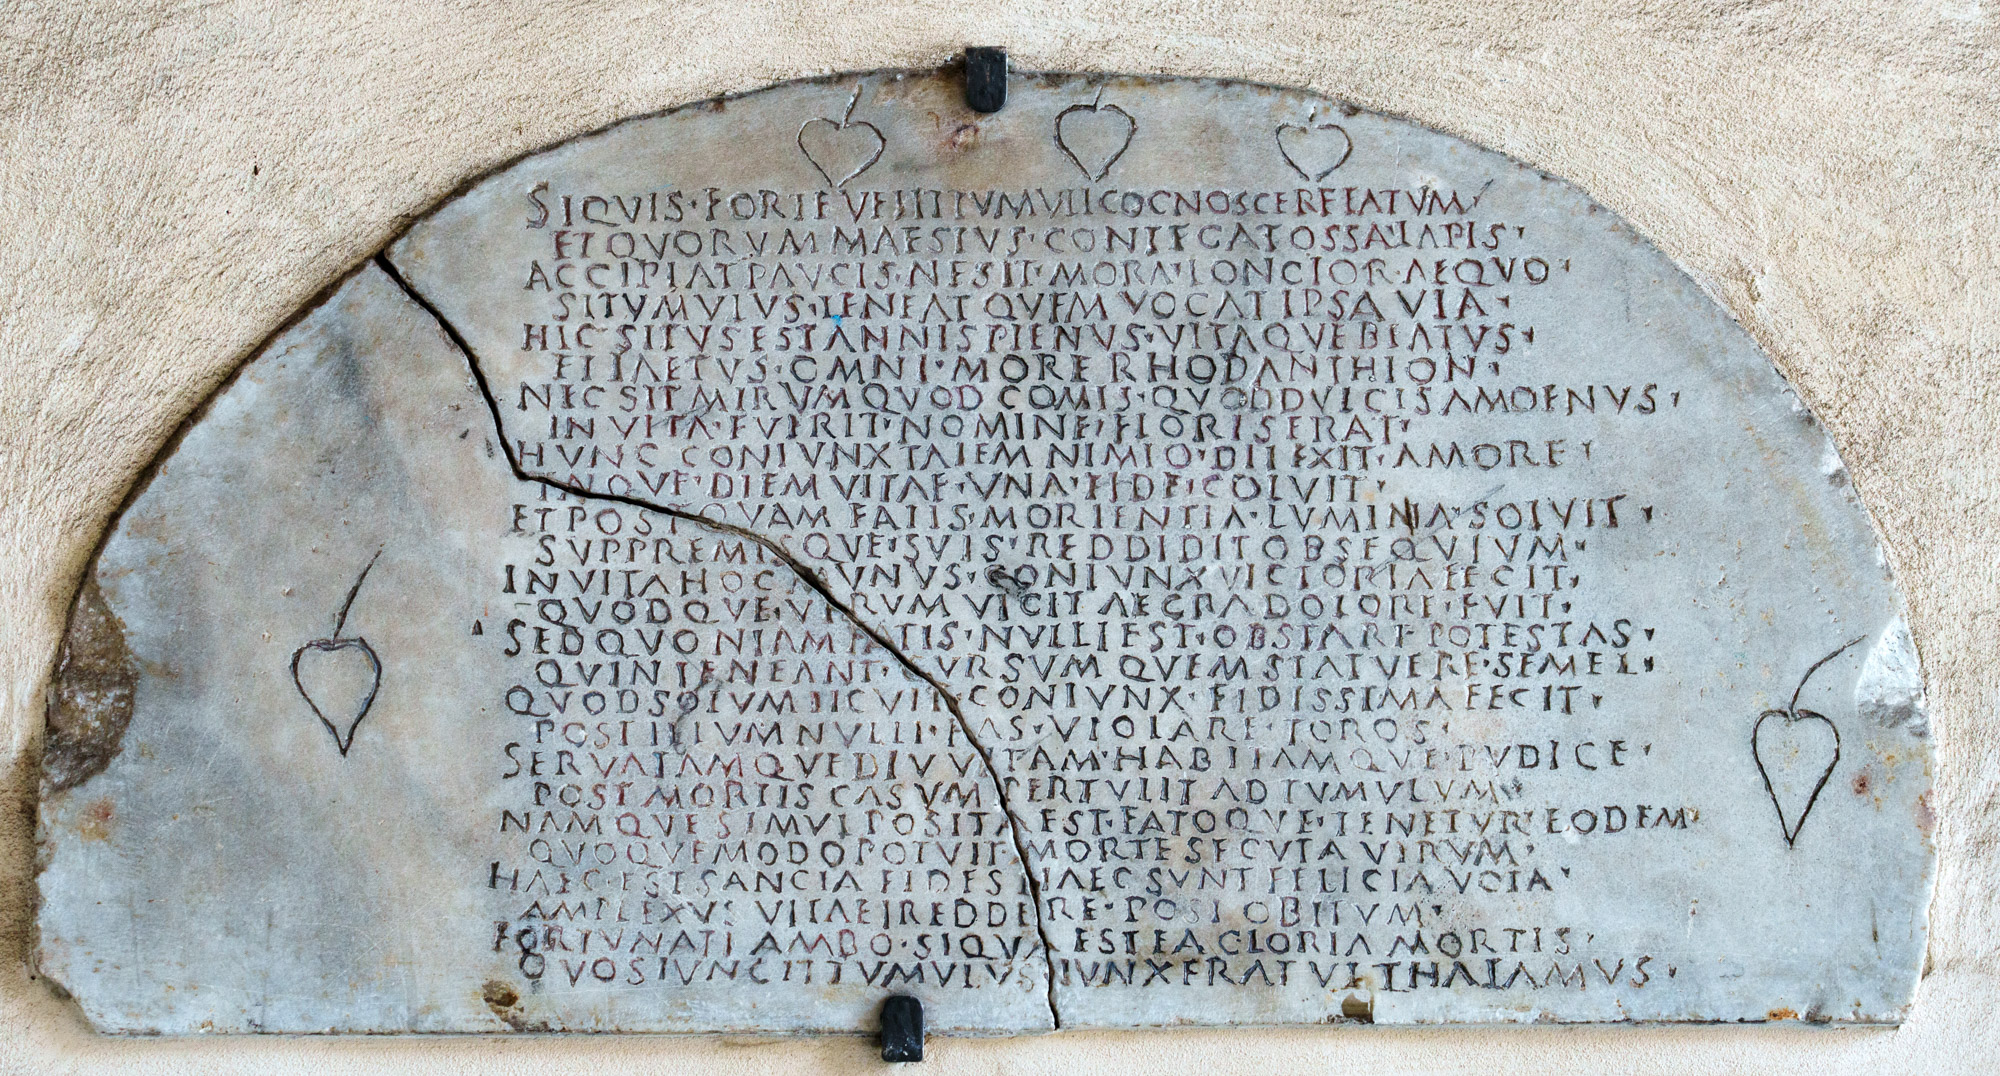 SIQVIS·FORTE VELIT TVMVLI COGNOSCERE FATVM
ET QVORVM MAESTVS·CONTEGAT OSSA·LAPIS·
ACCIPIAT PAVCIS·NE SIT·MORA·LONGIOR·AEQVO·
SI TVMVLVS·TENEAT QVEM VOCAT IPSA VIA·
HIC·SITVS EST ANNIS PLENVS·VITAQVE BEATVS·
ET LAETVS·OMNI·MORE RHODANTHION·
NEC SIT MIRVM QVOD COMIS·QVOD DVLCIS AMOENVS·
IN VITA·FVERIT·NOMINE·FLORIS ERAT·
HVNC CONIVNX TALEM NIMIO·DILEXIT·AMORE·
INQVE·DIEM VITAE·VNA·FIDE·COLVIT·
ET POSTQVAM FATIS·MORIENTIA·LVMINA·SOLVIT·
SVPPREMISQVE·SVIS·REDDIDIT OBSEQVIVM·
IN VITA HOC MVNVS·CONIVNX VICTORIA FECIT·
QVODQVE·VIRVM VICIT AEGRA DOLORE·FVIT·
SED QVONIAM FATIS·NVLLI EST·OBSTARE POTESTAS·
QVIN TENEANT·CVRSVM QVEM STATVERE·SEMEL·
QVOD SOLVM LICVIT·CONIVNX·FIDISSIMA FECIT·
POST ILLVM NVLLI·FAS·VIOLARE·TOROS·
SERVATAMQVE DIV VITAM·HABITAMQVE·PVDICE·
POST MORTIS CASVM PERTVLIT AD TVMVLVM
NAMQVE SIMVL POSITA EST·FATOQVE·TENETVR·EODEM·
QVOQVE MODO POTVIT·MORTE SECVTA VIRVM·
HAEC·EST SANCTA FIDES HAEC SVNT FELICIA VOTA·
AMPLEXVS VITAE REDDERE·POST OBITVM·
FORTVNATI AMBO·SIQVA EST EA GLORIA MORTIS·
QVOS IVNGIT TVMVLVS IVNXERAT VT THALAMVS·